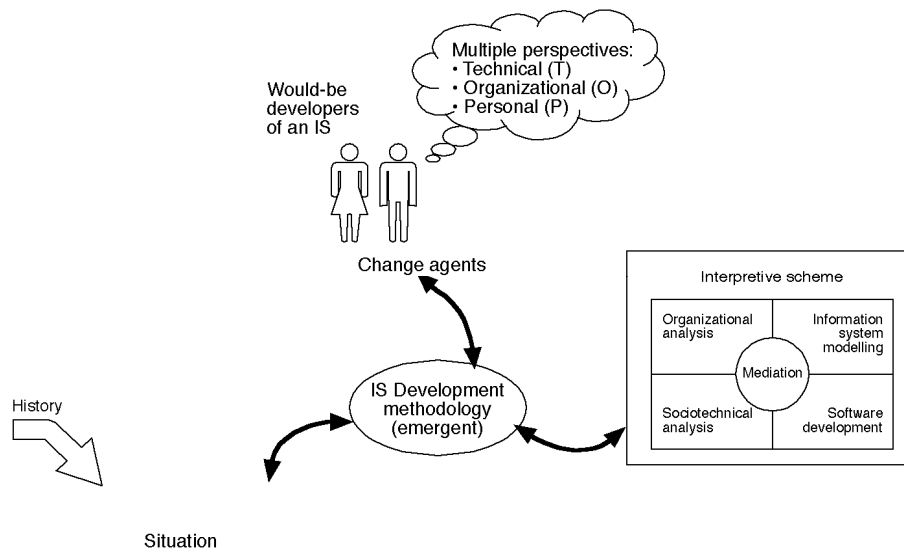 Multiple perspectives:
• Technical (T)
• Organizational (O)
• Personal (P)
Would-be
developers
of an IS
Change agents
Interpretive scheme
Organizational
analysis
Information
system
modelling
Mediation
Sociotechnical
analysis
Software
development
IS Development
methodology
(emergent)
History
Situation